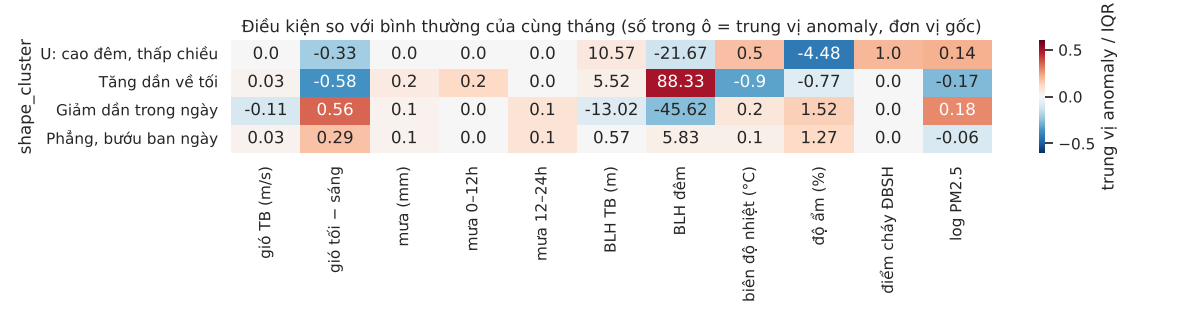 Điều kiện so với bình thường của cùng tháng (số trong ô = trung vị anomaly, đơn vị gốc)
shape_cluster
U: cao đêm, thấp chiều 0.0 -0.33 0.0 0.0 0.0 10.57 -21.67 0.5 -4.48 1.0 0.14
Tăng dần về tối 0.03 -0.58 0.2 0.2 0.0 5.52 88.33 -0.9 -0.77 0.0 -0.17
Giảm dần trong ngày -0.11 0.56 0.1 0.0 0.1 -13.02 -45.62 0.2 1.52 0.0 0.18
Phẳng, bướu ban ngày 0.03 0.29 0.1 0.0 0.1 0.57 5.83 0.1 1.27 0.0 -0.06
gió TB (m/s)
gió tối − sáng
mưa (mm)
mưa 0–12h
mưa 12–24h
BLH TB (m)
BLH đêm
biên độ nhiệt (°C)
độ ẩm (%)
điểm cháy ĐBSH
log PM2.5
0.5
0.0
−0.5
trung vị anomaly / IQR